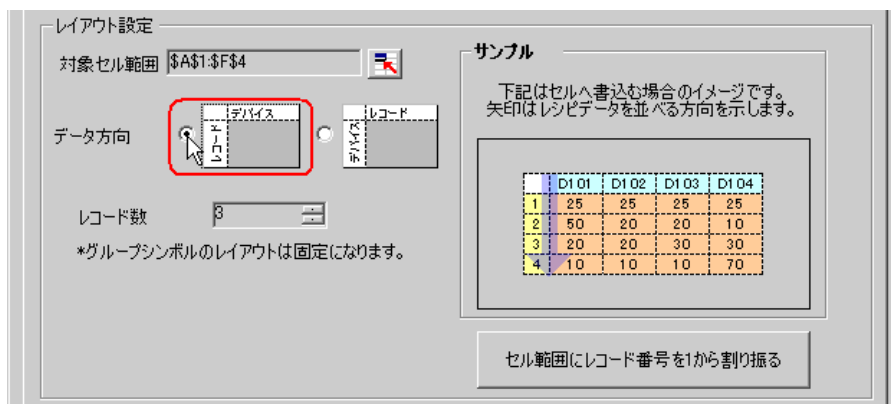 レイアウト設定
対象セル範囲 $A$1:$F$4
データ方向
デバイス
レコード
レコード
デバイス
レコード数 3
*グループシンボルのレイアウトは固定になります。
サンプル
下記はセルへ書込む場合のイメージです。
矢印はレシピデータを並べる方向を示します。
D101 D102 D103 D104
1 25 25 25 25
2 50 20 20 10
3 20 20 30 30
4 10 10 10 70
セル範囲にレコード番号を1から割り振る